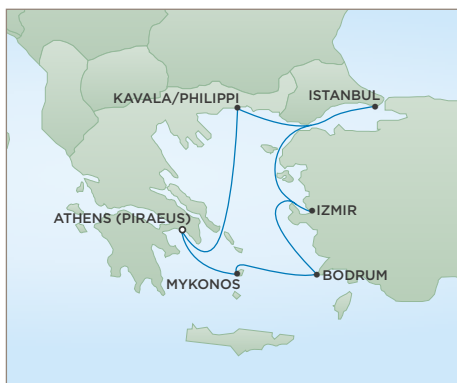 ISTANBUL
KAVALA/PHILIPPI
IZMIR
ATHENS (PIRAEUS)
BODRUM
MYKONOS